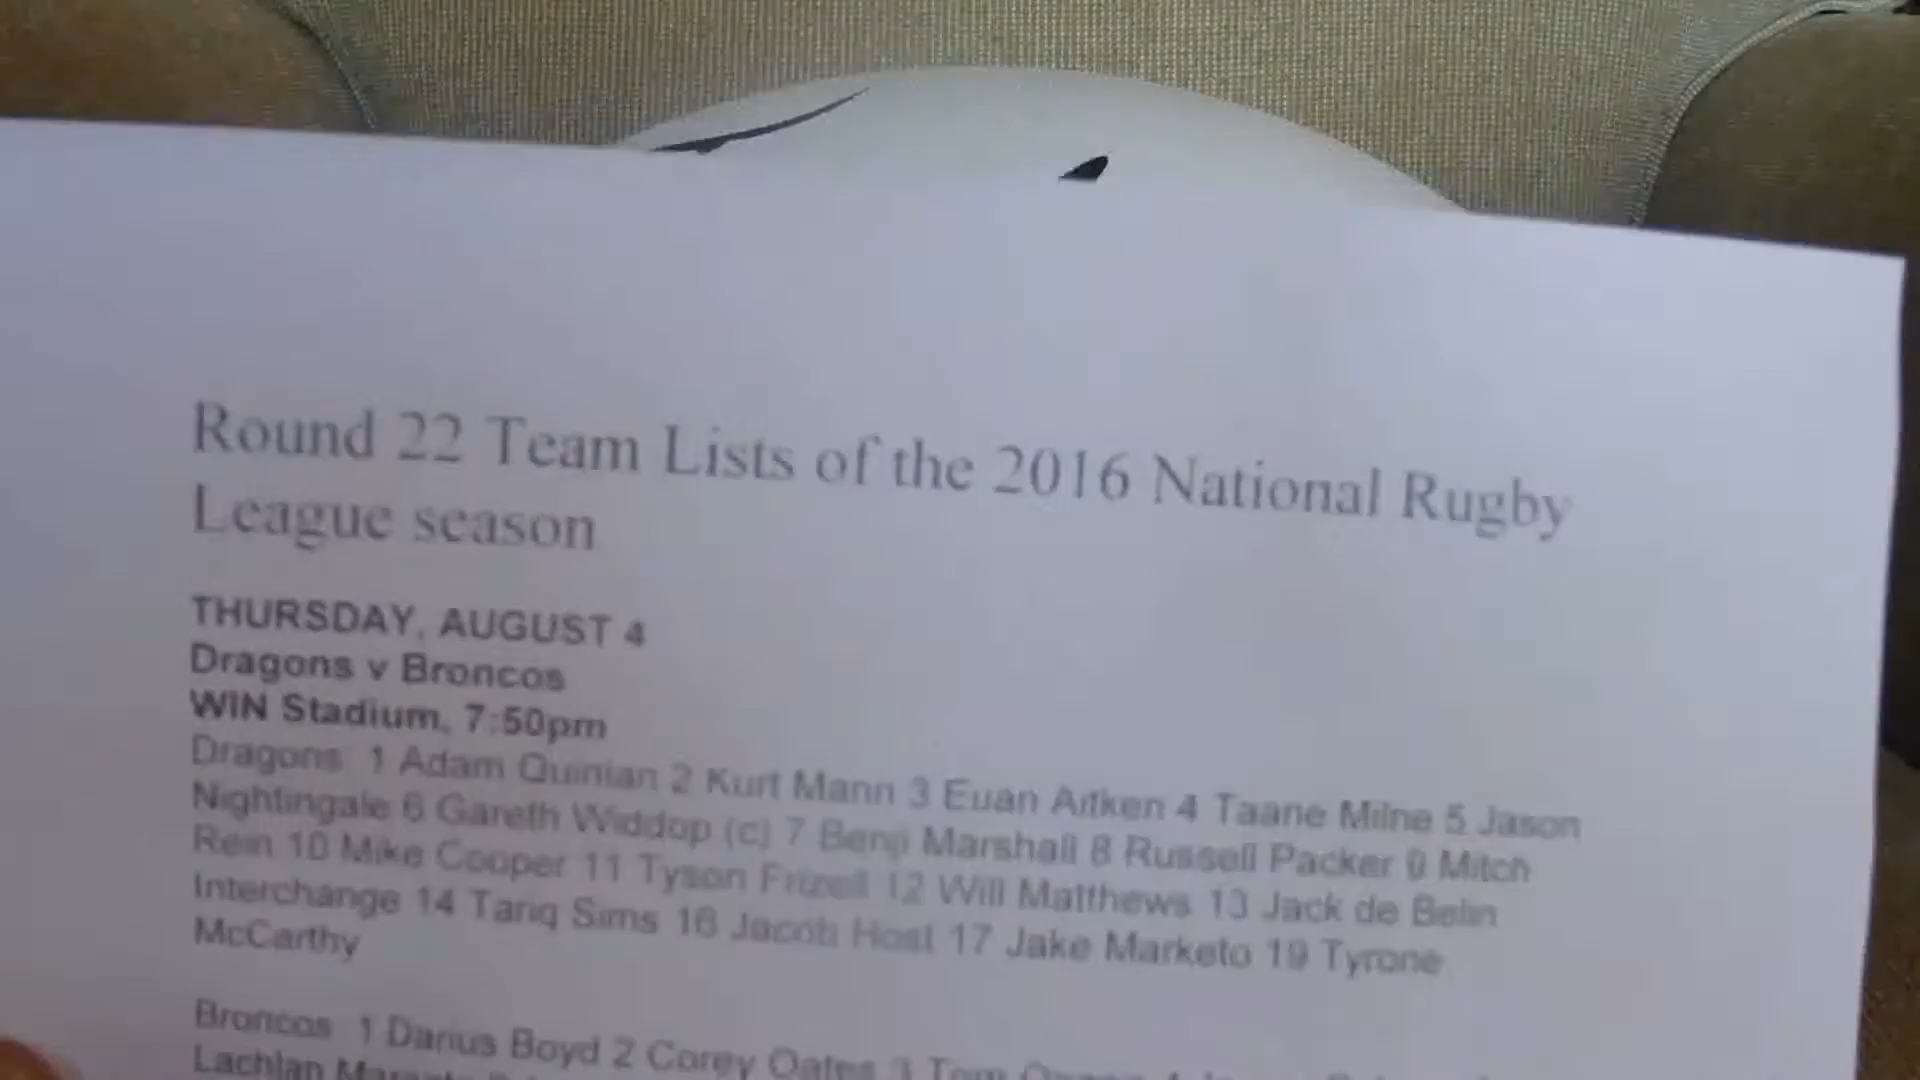 Round 22 Team Lists of the 2016 National Rugby
League season
THURSDAY, AUGUST 4
Dragons v Broncos
WIN Stadium, 7:50pm
Dragons 1 Adam Quinlan 2 Kurt Mann 3 Euan Aitken 4 Taane Milne 5 Jason
Nightingale 6 Gareth Widdop (c) 7 Benji Marshall 8 Russell Packer 9 Mitch
Rein 10 Mike Cooper 11 Tyson Frizell 12 Will Matthews 13 Jack de Belin
Interchange 14 Tariq Sims 16 Jacob Host 17 Jake Marketo 19 Tyrone
McCarthy
Broncos 1 Darius Boyd 2 Corey Oates 3 Tom
Lachlan